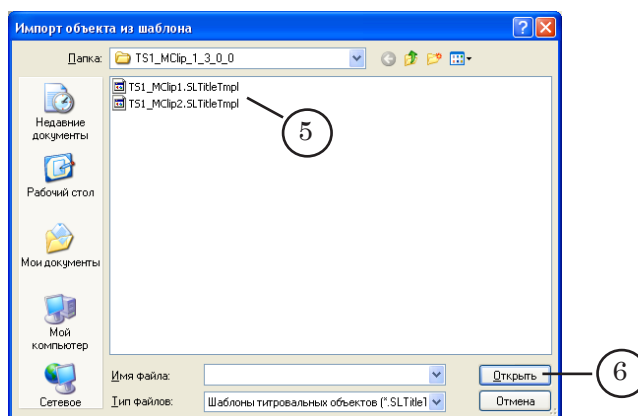 Импорт объекта из шаблона
Папка: TS1_MClip_1_3_0_0
TS1_MClip1.SLTitleTmpl
TS1_MClip2.SLTitleTmpl
5
Недавние
документы
Рабочий стол
Мои документы
Мой
компьютер
Сетевое
Имя файла:
Открыть
6
Тип файлов: Шаблоны титровальных объектов (*.SLTitleT
Отмена